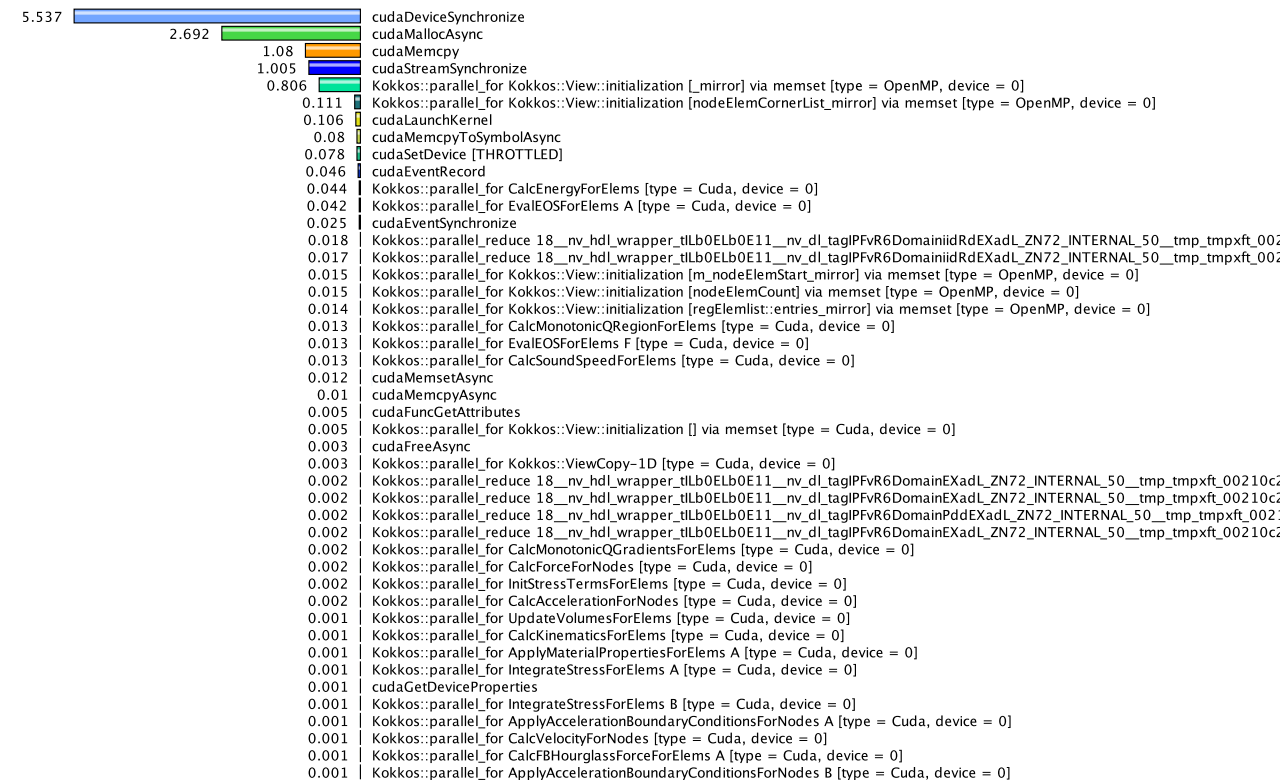 5.537 cudaDeviceSynchronize
2.692 cudaMallocAsync
1.08 cudaMemcpy
1.005 cudaStreamSynchronize
0.806 Kokkos::parallel_for Kokkos::View::initialization [_mirror] via memset [type = OpenMP, device = 0]
0.111 Kokkos::parallel_for Kokkos::View::initialization [nodeElemCornerList_mirror] via memset [type = OpenMP, device = 0]
0.106 cudaLaunchKernel
0.08 cudaMemcpyToSymbolAsync
0.078 cudaSetDevice [THROTTLED]
0.046 cudaEventRecord
0.044 Kokkos::parallel_for CalcEnergyForElems [type = Cuda, device = 0]
0.042 Kokkos::parallel_for EvalEOSForElems A [type = Cuda, device = 0]
0.025 cudaEventSynchronize
0.018 Kokkos::parallel_reduce 18__nv_hdl_wrapper_tILb0ELb0E11__nv_dl_tagIPFvR6DomainiidRdEXadL_ZN72_INTERNAL_50__tmp_tmpxft_002
0.017 Kokkos::parallel_reduce 18__nv_hdl_wrapper_tILb0ELb0E11__nv_dl_tagIPFvR6DomainiidRdEXadL_ZN72_INTERNAL_50__tmp_tmpxft_002
0.015 Kokkos::parallel_for Kokkos::View::initialization [m_nodeElemStart_mirror] via memset [type = OpenMP, device = 0]
0.015 Kokkos::parallel_for Kokkos::View::initialization [nodeElemCount] via memset [type = OpenMP, device = 0]
0.014 Kokkos::parallel_for Kokkos::View::initialization [regElemlist::entries_mirror] via memset [type = OpenMP, device = 0]
0.013 Kokkos::parallel_for CalcMonotonicQRegionForElems [type = Cuda, device = 0]
0.013 Kokkos::parallel_for EvalEOSForElems F [type = Cuda, device = 0]
0.013 Kokkos::parallel_for CalcSoundSpeedForElems [type = Cuda, device = 0]
0.012 cudaMemsetAsync
0.01 cudaMemcpyAsync
0.005 cudaFuncGetAttributes
0.005 Kokkos::parallel_for Kokkos::View::initialization [] via memset [type = Cuda, device = 0]
0.003 cudaFreeAsync
0.003 Kokkos::parallel_for Kokkos::ViewCopy-1D [type = Cuda, device = 0]
0.002 Kokkos::parallel_reduce 18__nv_hdl_wrapper_tILb0ELb0E11__nv_dl_tagIPFvR6DomainEXadL_ZN72_INTERNAL_50__tmp_tmpxft_00210c2
0.002 Kokkos::parallel_reduce 18__nv_hdl_wrapper_tILb0ELb0E11__nv_dl_tagIPFvR6DomainEXadL_ZN72_INTERNAL_50__tmp_tmpxft_00210c2
0.002 Kokkos::parallel_reduce 18__nv_hdl_wrapper_tILb0ELb0E11__nv_dl_tagIPFvR6DomainPddEXadL_ZN72_INTERNAL_50__tmp_tmpxft_0021
0.002 Kokkos::parallel_reduce 18__nv_hdl_wrapper_tILb0ELb0E11__nv_dl_tagIPFvR6DomainEXadL_ZN72_INTERNAL_50__tmp_tmpxft_00210c2
0.002 Kokkos::parallel_for CalcMonotonicQGradientsForElems [type = Cuda, device = 0]
0.002 Kokkos::parallel_for CalcForceForNodes [type = Cuda, device = 0]
0.002 Kokkos::parallel_for InitStressTermsForElems [type = Cuda, device = 0]
0.002 Kokkos::parallel_for CalcAccelerationForNodes [type = Cuda, device = 0]
0.001 Kokkos::parallel_for UpdateVolumesForElems [type = Cuda, device = 0]
0.001 Kokkos::parallel_for CalcKinematicsForElems [type = Cuda, device = 0]
0.001 Kokkos::parallel_for ApplyMaterialPropertiesForElems A [type = Cuda, device = 0]
0.001 Kokkos::parallel_for IntegrateStressForElems A [type = Cuda, device = 0]
0.001 cudaGetDeviceProperties
0.001 Kokkos::parallel_for IntegrateStressForElems B [type = Cuda, device = 0]
0.001 Kokkos::parallel_for ApplyAccelerationBoundaryConditionsForNodes A [type = Cuda, device = 0]
0.001 Kokkos::parallel_for CalcVelocityForNodes [type = Cuda, device = 0]
0.001 Kokkos::parallel_for CalcFBHourglassForceForElems A [type = Cuda, device = 0]
0.001 Kokkos::parallel_for ApplyAccelerationBoundaryConditionsForNodes B [type = Cuda, device = 0]